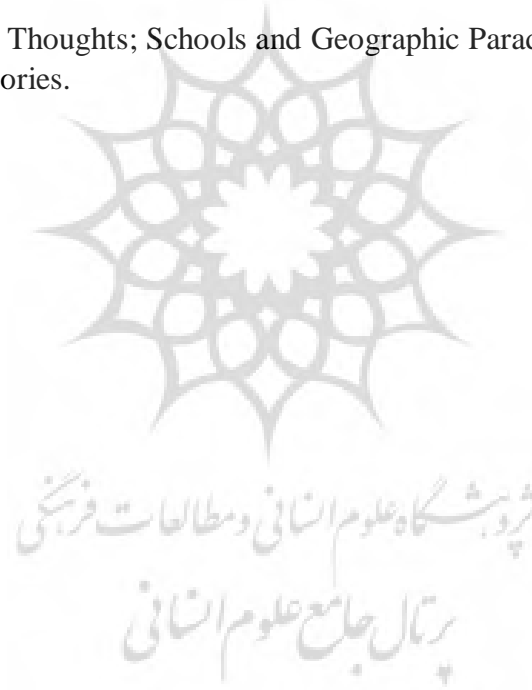 Thoughts; Schools and Geographic Parad
ories.
پژوهشگاه علوم انسانی و مطالعات فرهنگی
پرتال جامع علوم انسانی